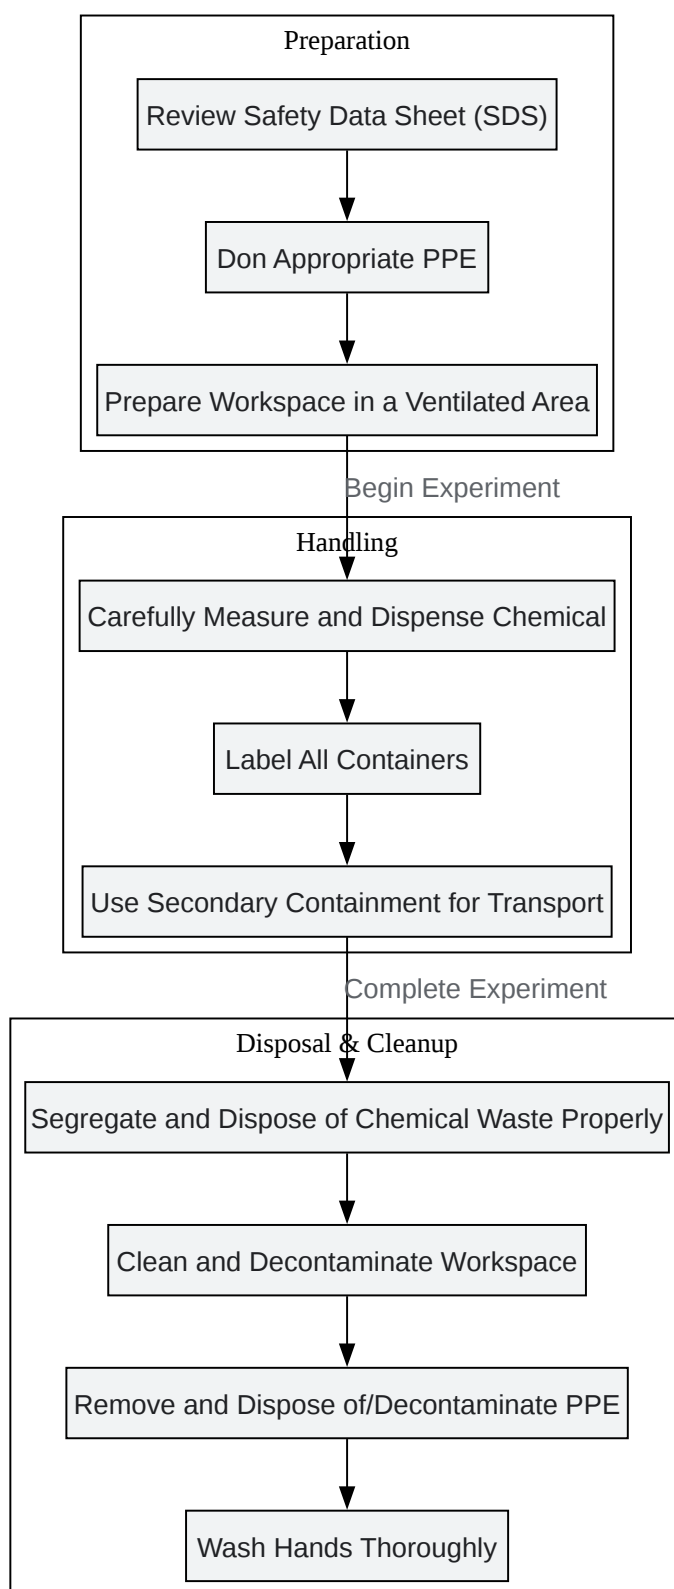 Preparation
Review Safety Data Sheet (SDS)
Don Appropriate PPE
Prepare Workspace in a Ventilated Area
Begin Experiment
Handling
Carefully Measure and Dispense Chemical
Label All Containers
Use Secondary Containment for Transport
Complete Experiment
Disposal & Cleanup
Segregate and Dispose of Chemical Waste Properly
Clean and Decontaminate Workspace
Remove and Dispose of/Decontaminate PPE
Wash Hands Thoroughly